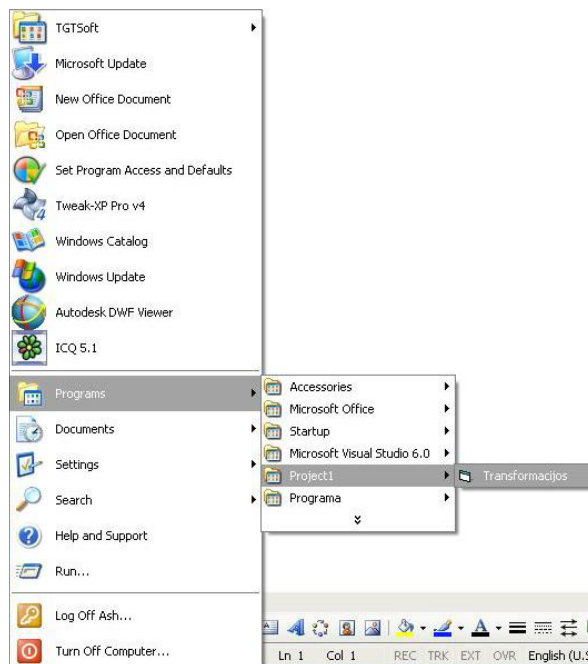 TGTSoft
Microsoft Update
New Office Document
Open Office Document
Set Program Access and Defaults
Tweak-XP Pro v4
Windows Catalog
Windows Update
Autodesk DWF Viewer
ICQ 5.1
Programs
Documents
Settings
Search
Help and Support
Run...
Log Off Ash...
Turn Off Computer...
Accessories
Microsoft Office
Startup
Microsoft Visual Studio 6.0
Project1
Programa
Transformacijos
Ln 1 Col 1 REC TRK EXT OVR English (U.S